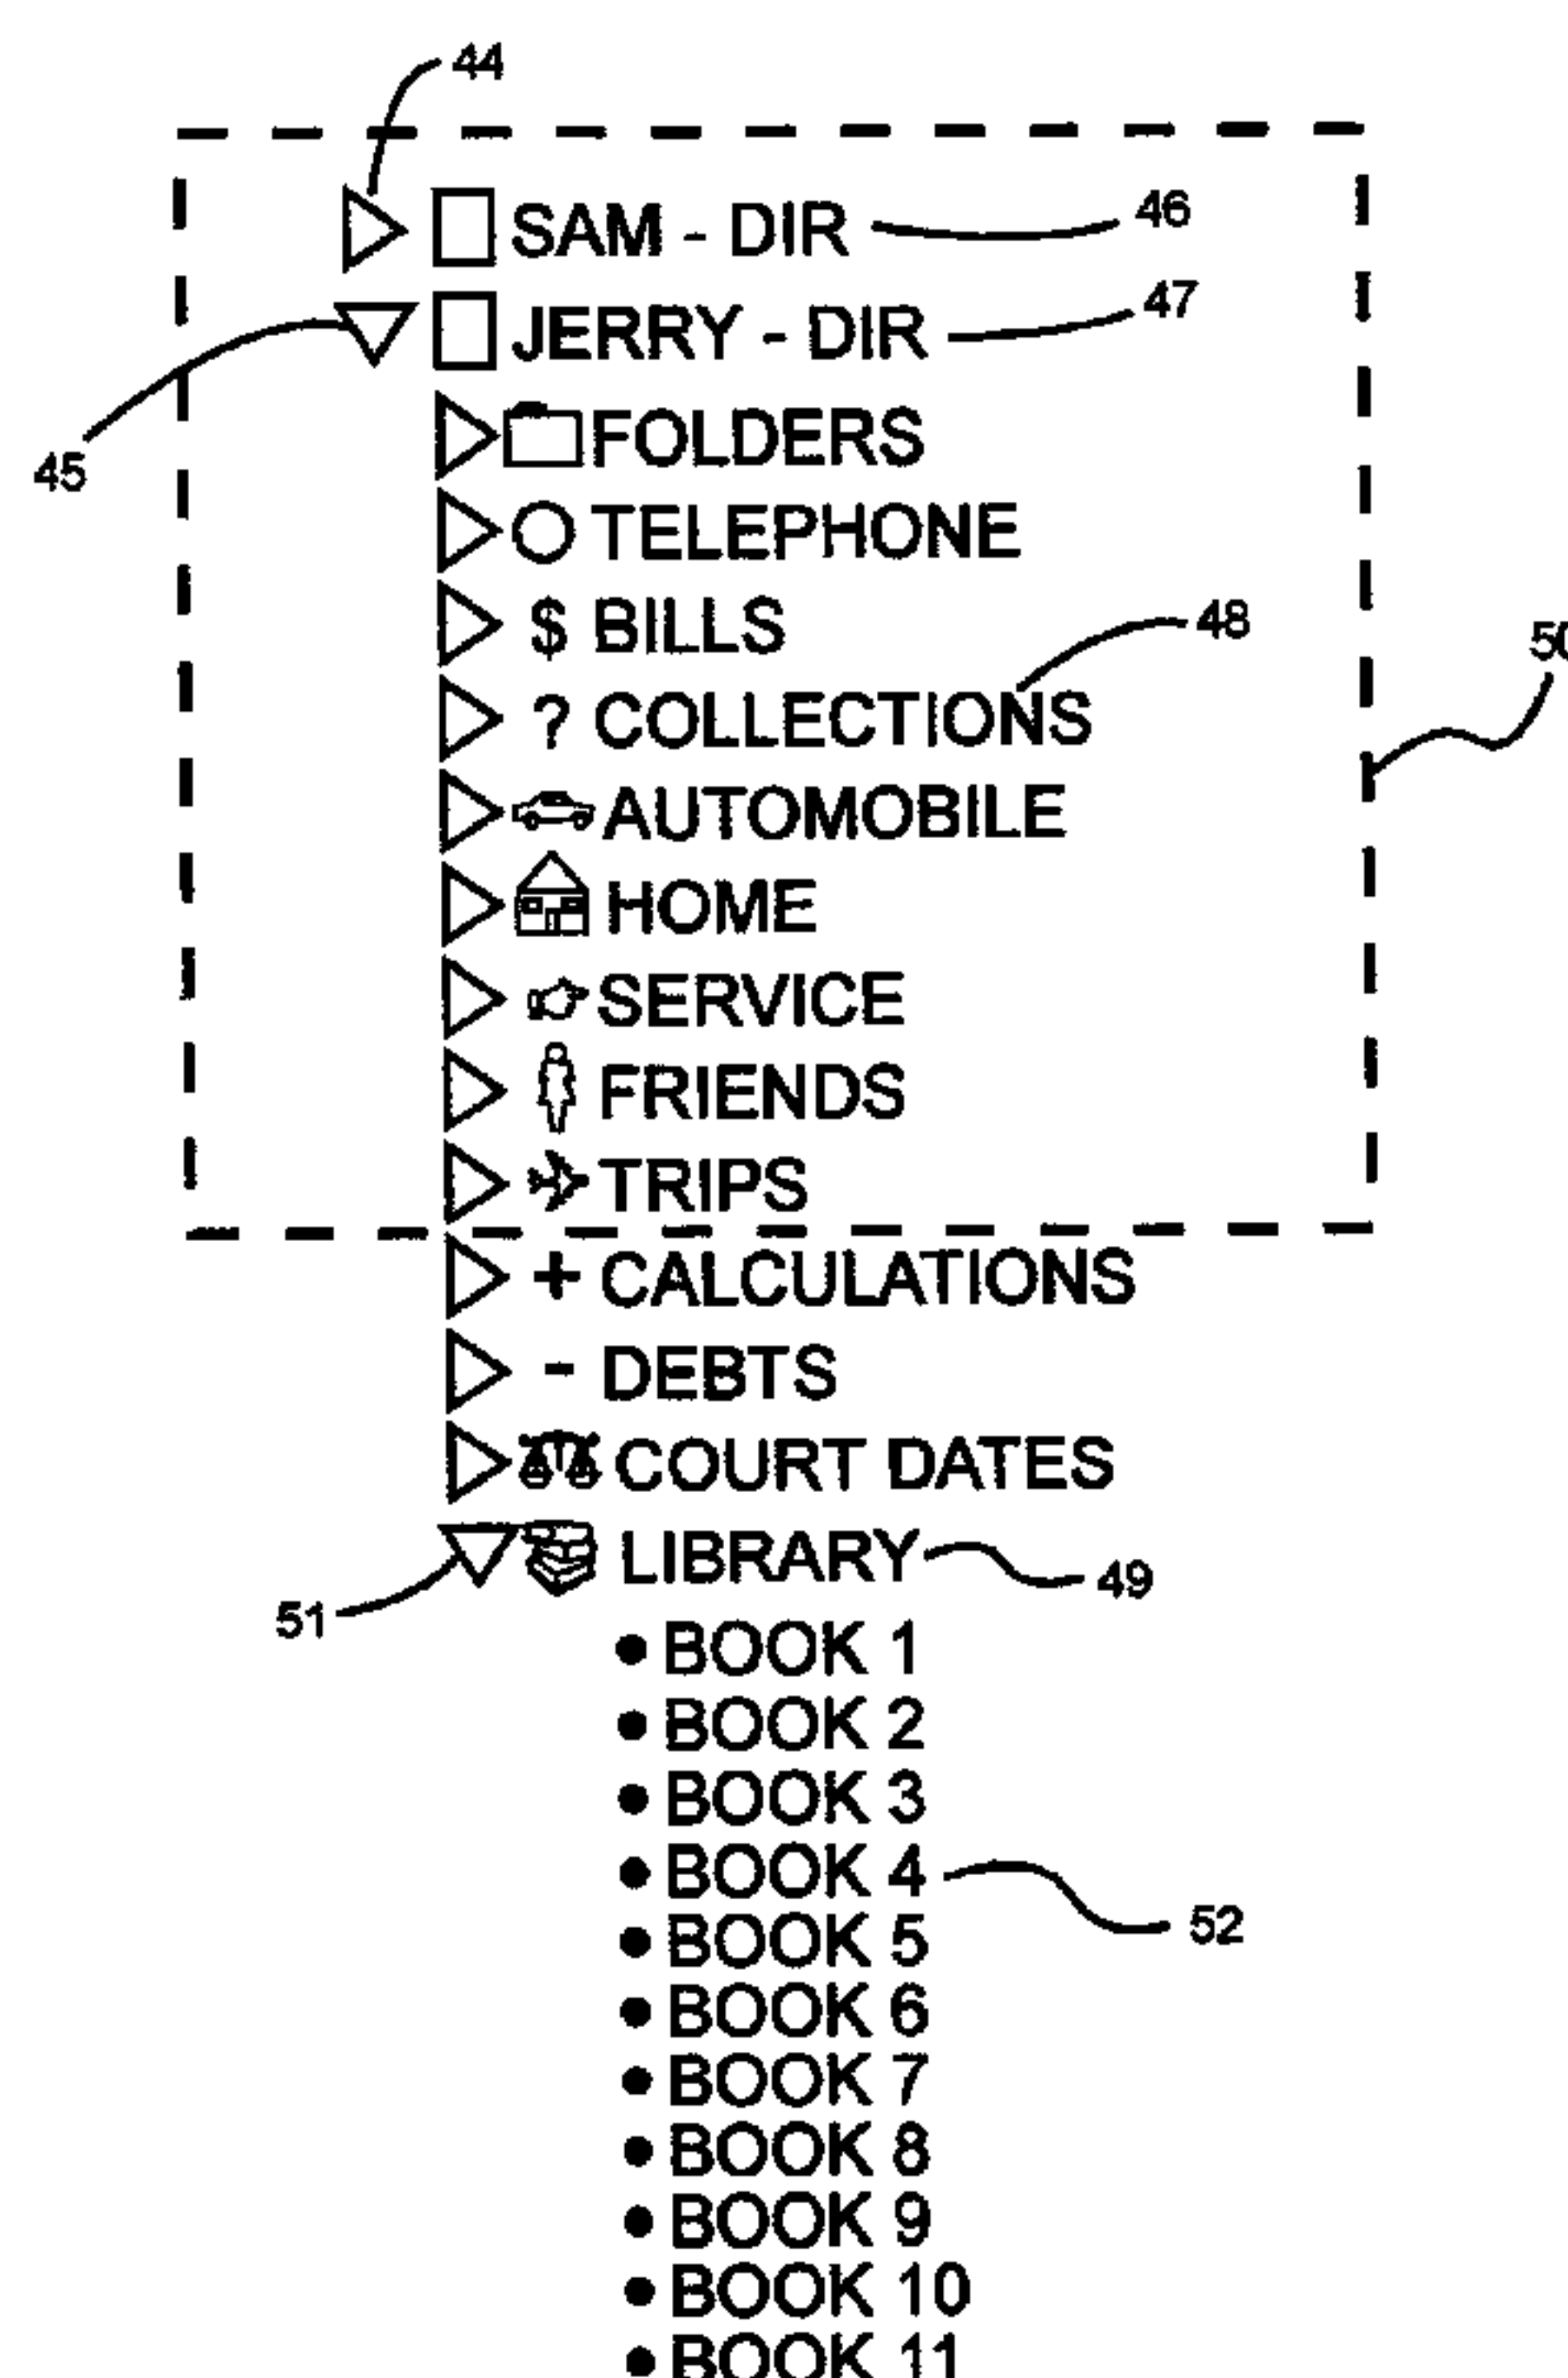 44
SAM - DIR 46
JERRY - DIR 47
45
FOLDERS
TELEPHONE
$ BILLS 48
50
? COLLECTIONS
AUTOMOBILE
HOME
SERVICE
FRIENDS
TRIPS
+ CALCULATIONS
- DEBTS
COURT DATES
LIBRARY 49
51
• BOOK 1
• BOOK 2
• BOOK 3
• BOOK 4
52
• BOOK 5
• BOOK 6
• BOOK 7
• BOOK 8
• BOOK 9
• BOOK 10
• BOOK 11